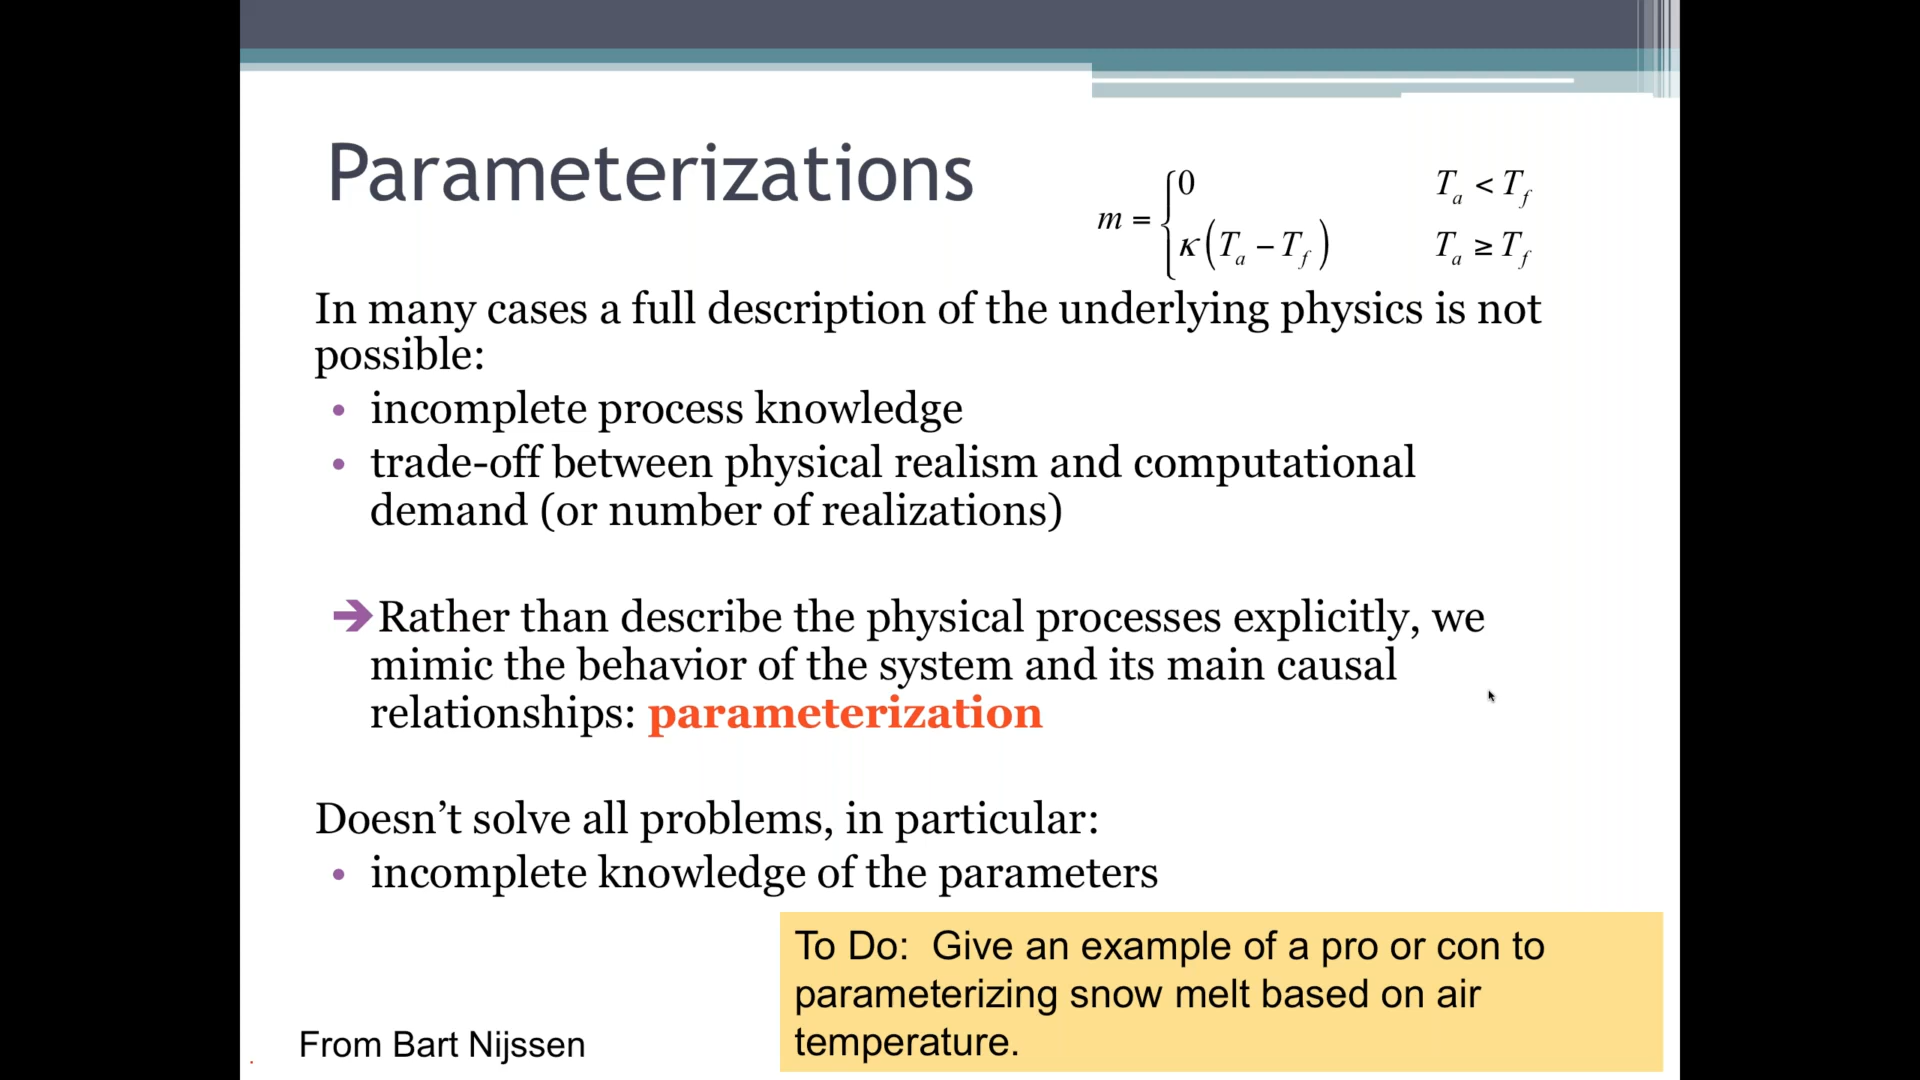 Parameterizations
m = { 0 T_a < T_f
κ(T_a − T_f) T_a ≥ T_f
In many cases a full description of the underlying physics is not
possible:
• incomplete process knowledge
• trade-off between physical realism and computational
demand (or number of realizations)
➔Rather than describe the physical processes explicitly, we
mimic the behavior of the system and its main causal
relationships: parameterization
Doesn’t solve all problems, in particular:
• incomplete knowledge of the parameters
To Do: Give an example of a pro or con to
parameterizing snow melt based on air
temperature.
From Bart Nijssen